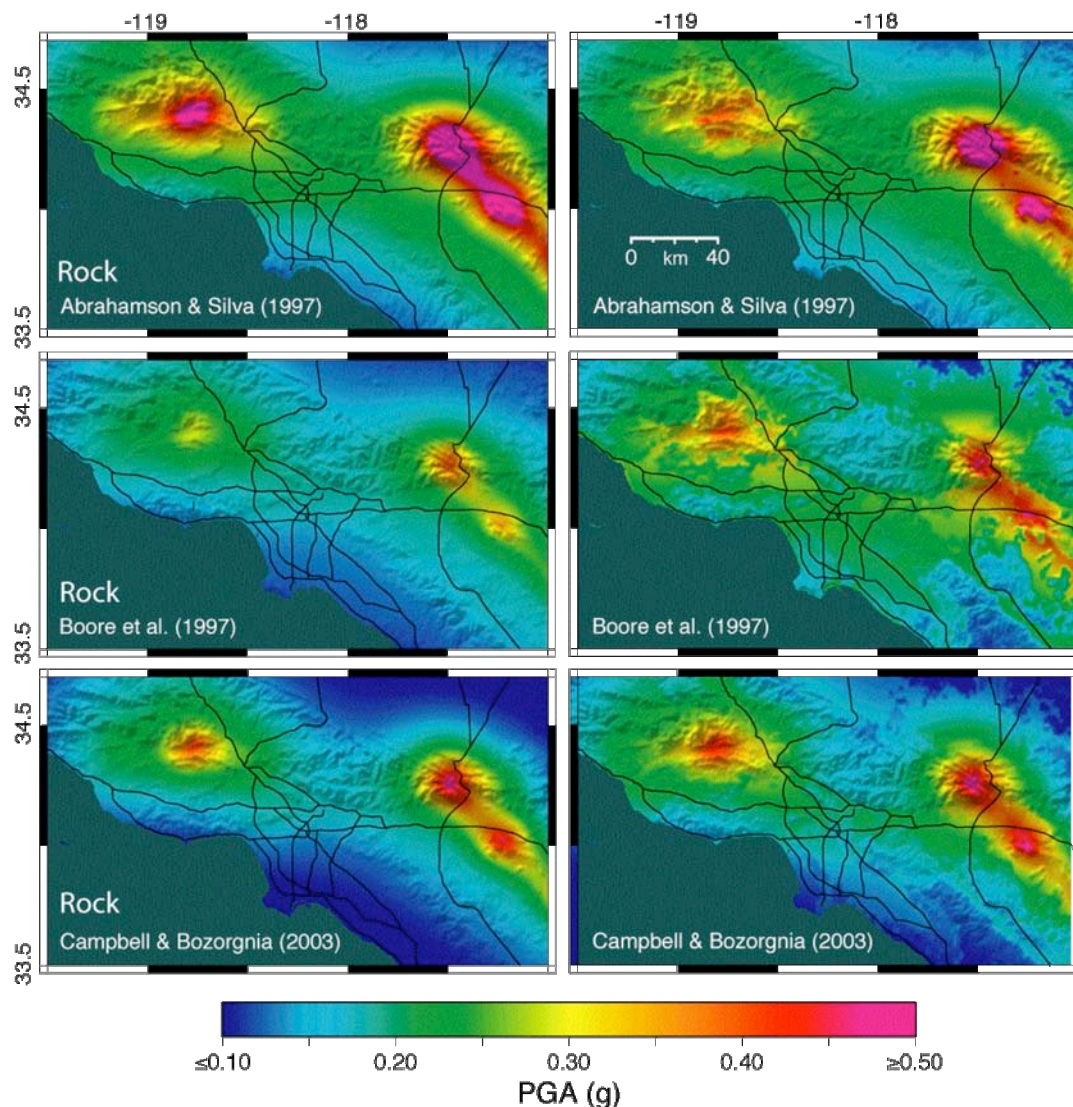 -119 -118 -119 -118
34.5
33.5
Rock
Abrahamson & Silva (1997)
0 km 40
Abrahamson & Silva (1997)
34.5
33.5
Rock
Boore et al. (1997)
Boore et al. (1997)
34.5
33.5
Rock
Campbell & Bozorgnia (2003)
Campbell & Bozorgnia (2003)
≤0.10 0.20 0.30 0.40 ≥0.50
PGA (g)